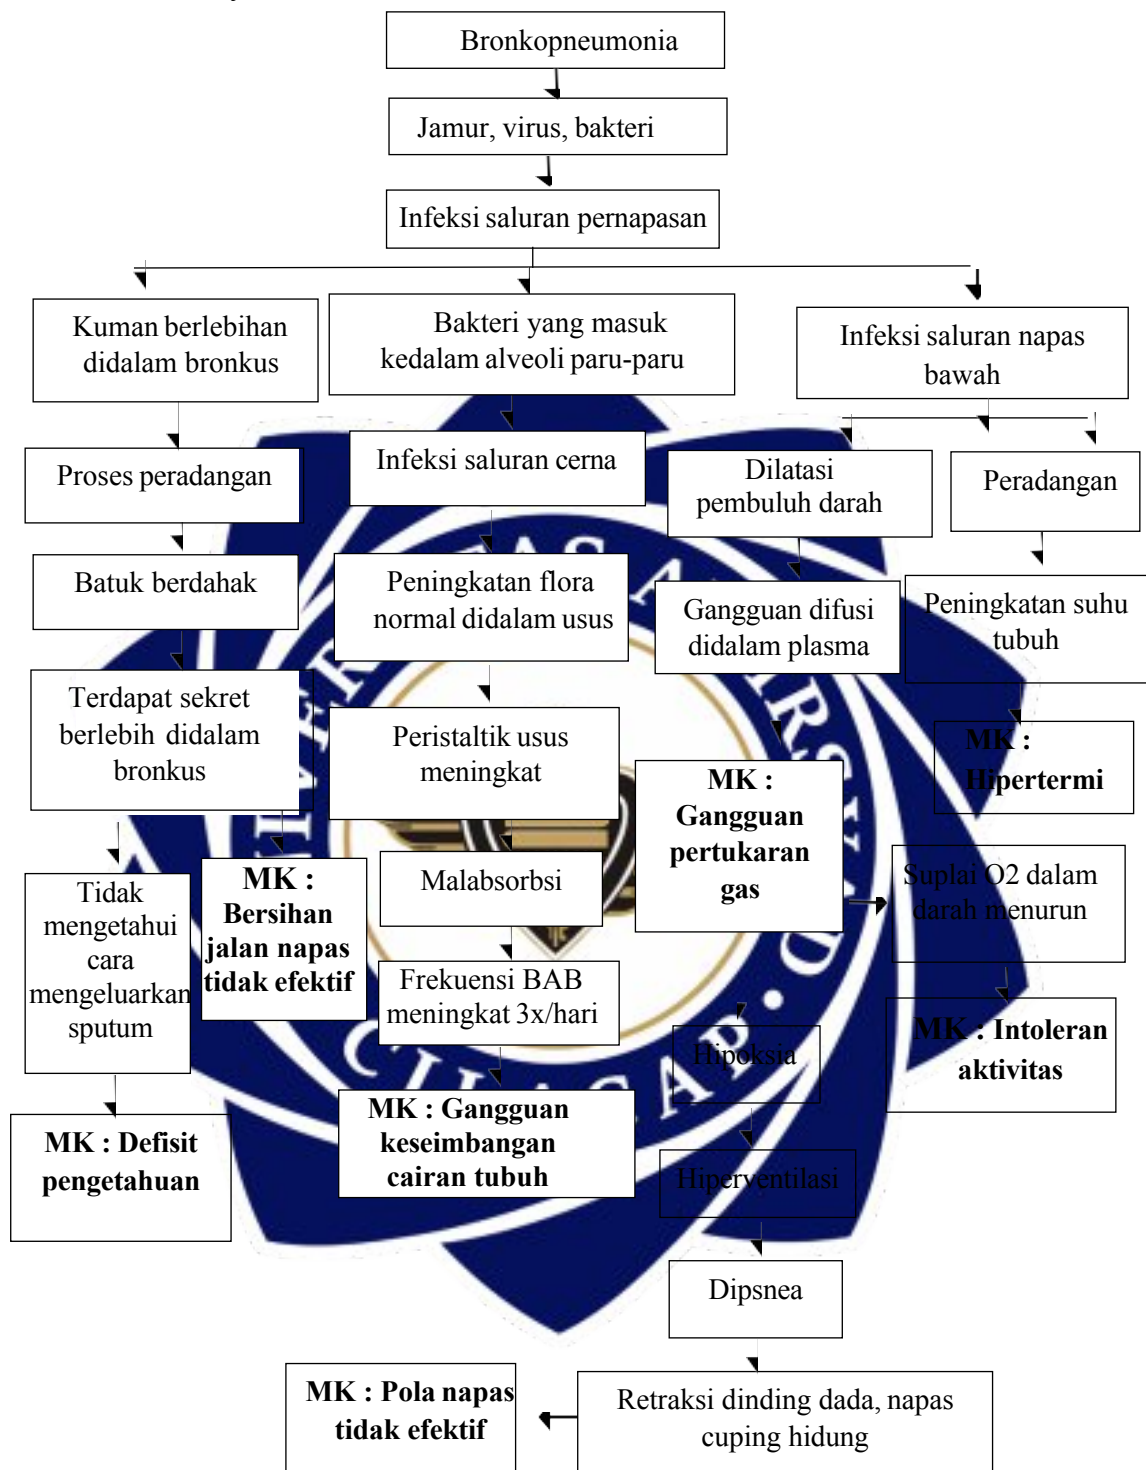 Bronkopneumonia
Jamur, virus, bakteri
Infeksi saluran pernapasan
Kuman berlebihan
didalam bronkus
Bakteri yang masuk
kedalam alveoli paru-paru
Infeksi saluran napas
bawah
Proses peradangan
Infeksi saluran cerna
Dilatasi
pembuluh darah
Peradangan
Batuk berdahak
Peningkatan flora
normal didalam usus
Gangguan difusi
didalam plasma
Peningkatan suhu
tubuh
Terdapat sekret
berlebih didalam
bronkus
Peristaltik usus
meningkat
MK :
Gangguan
pertukaran
gas
MK :
Hipertermi
Tidak
mengetahui
cara
mengeluarkan
sputum
MK :
Bersihan
jalan napas
tidak efektif
Malabsorbsi
Suplai O2 dalam
darah menurun
Frekuensi BAB
meningkat 3x/hari
Hipoksia
MK : Intoleran
aktivitas
MK : Defisit
pengetahuan
MK : Gangguan
keseimbangan
cairan tubuh
Hiperventilasi
Dipsnea
MK : Pola napas
tidak efektif
Retraksi dinding dada, napas
cuping hidung